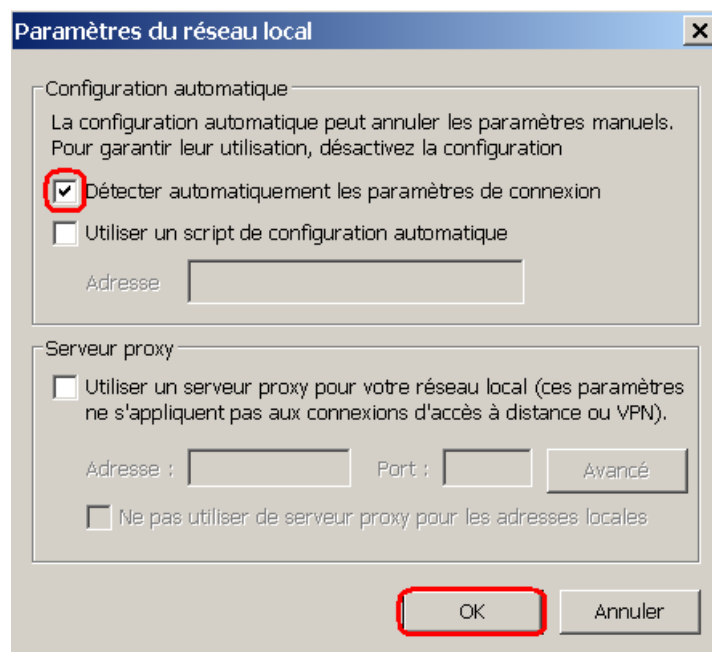 Paramètres du réseau local
Configuration automatique
La configuration automatique peut annuler les paramètres manuels.
Pour garantir leur utilisation, désactivez la configuration
Détecter automatiquement les paramètres de connexion
Utiliser un script de configuration automatique
Adresse
Serveur proxy
Utiliser un serveur proxy pour votre réseau local (ces paramètres
ne s'appliquent pas aux connexions d'accès à distance ou VPN).
Adresse : Port : Avancé
Ne pas utiliser de serveur proxy pour les adresses locales
OK Annuler